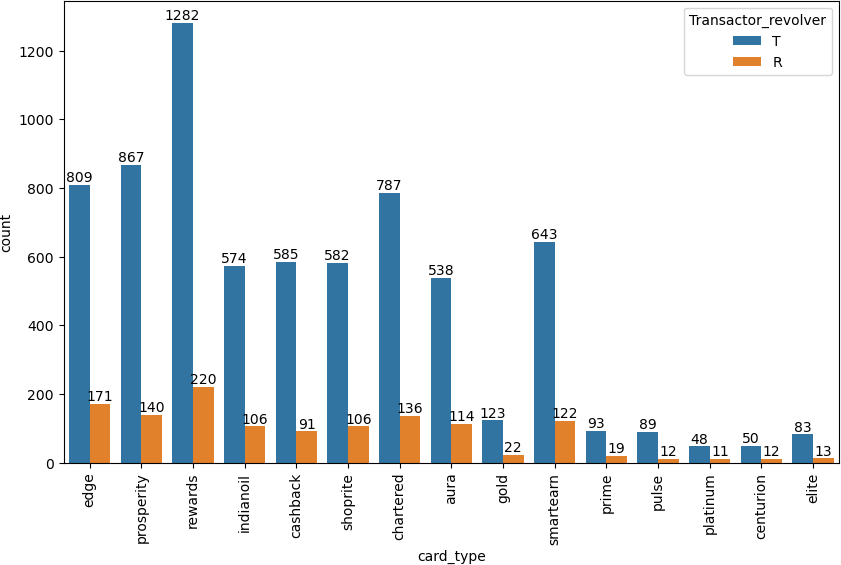 Transactor_revolver
T
R
1282
867
809
787
643
574
585
582
538
220
171
140
106
91
106
136
114
123
22
122
93
19
89
12
48
11
50
12
83
13
1200
1000
800
600
400
200
0
count
edge
prosperity
rewards
indianoil
cashback
shoprite
chartered
aura
gold
smartearn
prime
pulse
platinum
centurion
elite
card_type